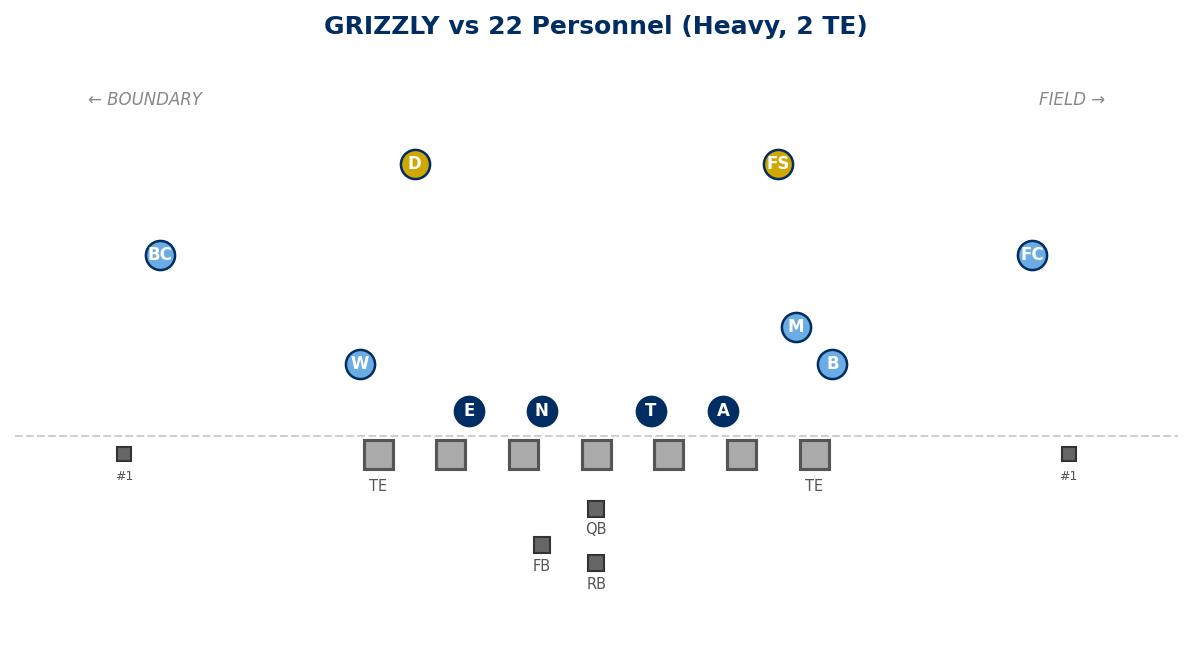 GRIZZLY vs 22 Personnel (Heavy, 2 TE)
← BOUNDARY
FIELD →
D
FS
BC
FC
M
W
B
E
N
T
A
#1
#1
TE
TE
QB
FB
RB